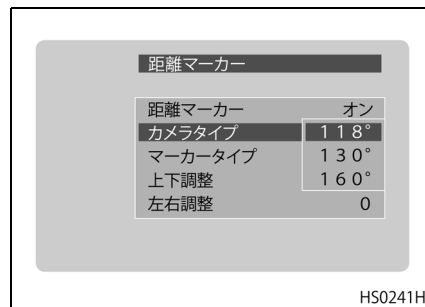 距離マーカー
距離マーカー オン
カメラタイプ 118°
マーカータイプ 130°
上下調整 160°
左右調整 0
HS0241H